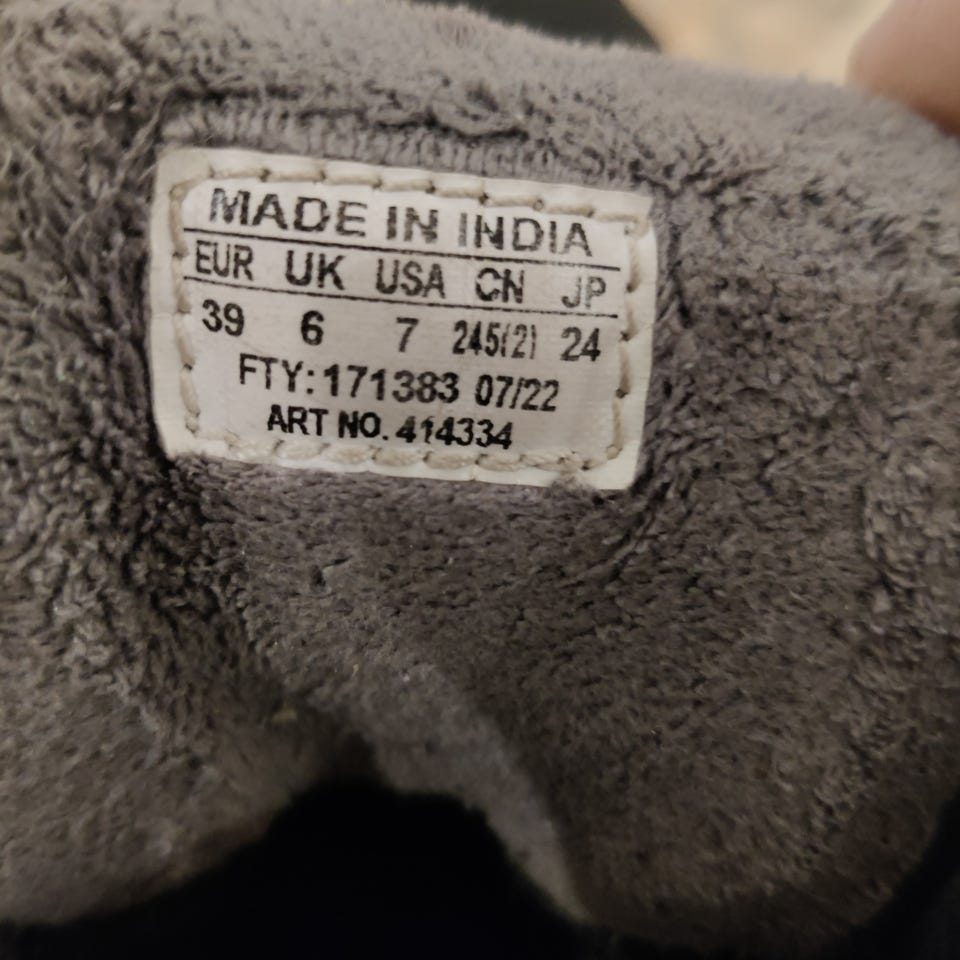 MADE IN INDIA
EUR UK USA CN JP
39 6 7 245(2) 24
FTY: 171383 07/22
ART NO. 414334